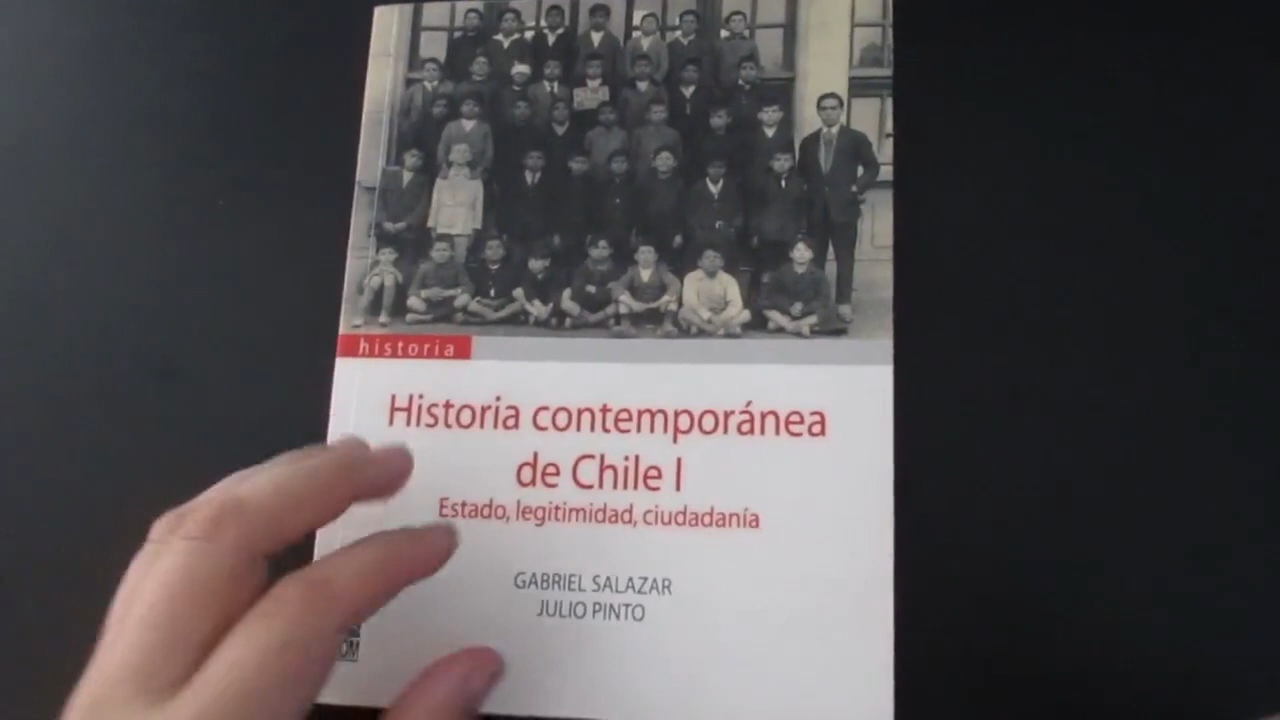 historia
Historia contemporánea
de Chile I
Estado, legitimidad, ciudadanía
GABRIEL SALAZAR
JULIO PINTO